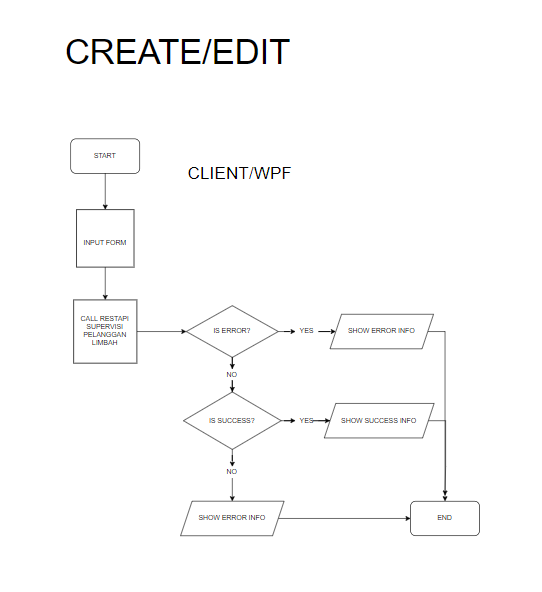 CREATE/EDIT
START
CLIENT/WPF
INPUT FORM
CALL RESTAPI
SUPERVISI
PELANGGAN
LIMBAH
IS ERROR?
YES
SHOW ERROR INFO
NO
IS SUCCESS?
YES
SHOW SUCCESS INFO
NO
SHOW ERROR INFO
END